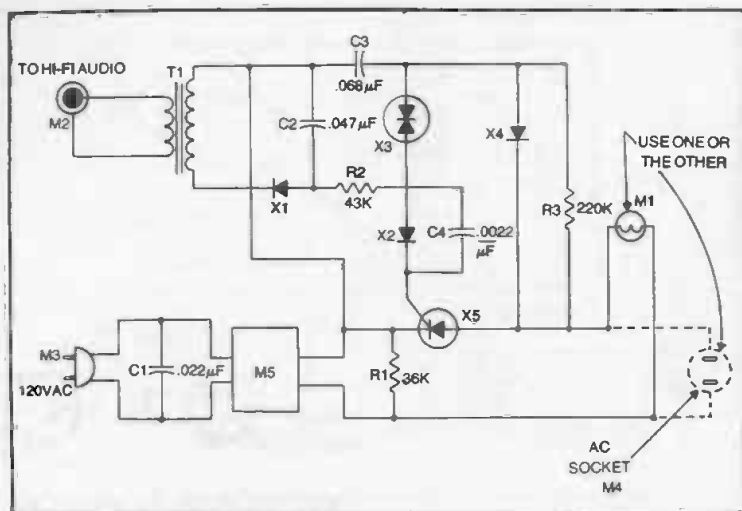 TO HI-FI AUDIO
M2
T1
C3
.068µF
C2
.047µF
X3
X4
R2
43K
X1
X2
C4
.0022
µF
R3
220K
M1
USE ONE OR
THE OTHER
X5
M3
120VAC
C1
.022µF
M5
R1
36K
AC
SOCKET
M4